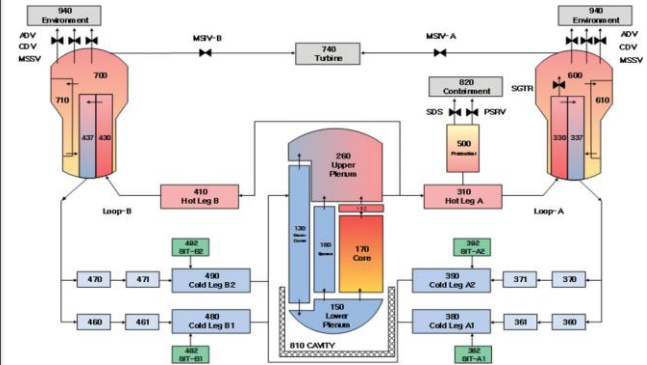 940
Environment
940
Environment
ADV
CDV
MSSV
MSIV-B
740
Turbine
MSIV-A
ADV
CDV
MSSV
700
710
437
430
820
Containment
SDS
PSRV
SGTR
600
610
330
337
500
260
Upper
Plenum
410
Hot Leg B
310
Hot Leg A
Loop-B
Loop-A
130
170
Core
492
BIT-B2
392
BIT-A2
470
471
490
Cold Leg B2
390
Cold Leg A2
371
370
150
Lower
Plenum
460
461
480
Cold Leg B1
380
Cold Leg A1
361
360
810 CAVITY
482
BIT-B1
382
BIT-A1